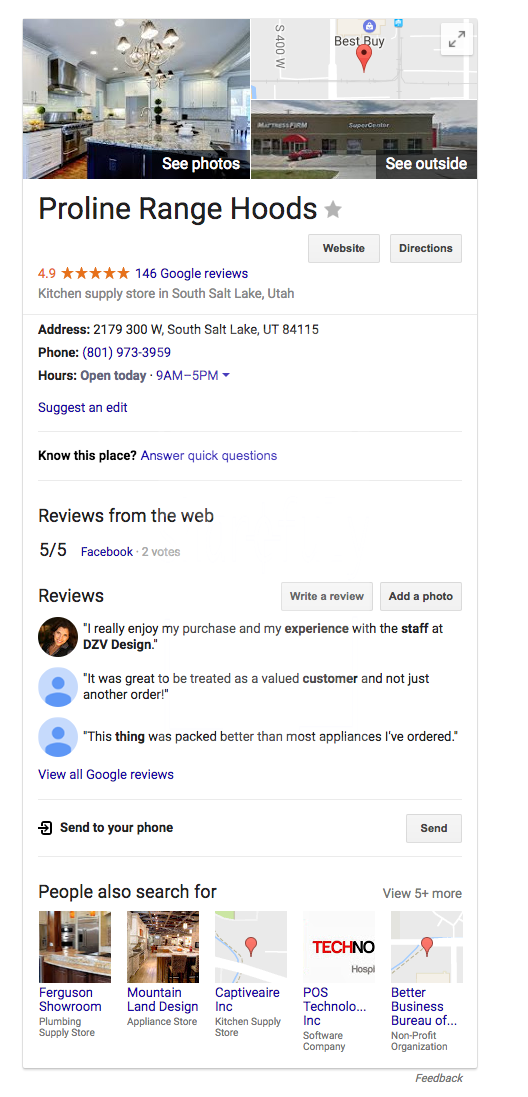 S 400 W
Best Buy
MATTRESSFIRM SuperCenter
See photos
See outside
Proline Range Hoods
Website Directions
4.9 146 Google reviews
Kitchen supply store in South Salt Lake, Utah
Address: 2179 300 W, South Salt Lake, UT 84115
Phone: (801) 973-3959
Hours: Open today · 9AM–5PM
Suggest an edit
Know this place? Answer quick questions
Reviews from the web
5/5 Facebook · 2 votes
Reviews Write a review Add a photo
"I really enjoy my purchase and my experience with the staff at
DZV Design."
"It was great to be treated as a valued customer and not just
another order!"
"This thing was packed better than most appliances I've ordered."
View all Google reviews
Send to your phone Send
People also search for View 5+ more
TECHNO
Hospi
Ferguson
Showroom
Plumbing
Supply Store
Mountain
Land Design
Appliance Store
Captiveaire
Inc
Kitchen Supply
Store
POS
Technolo...
Inc
Software
Company
Better
Business
Bureau of...
Non-Profit
Organization
Feedback